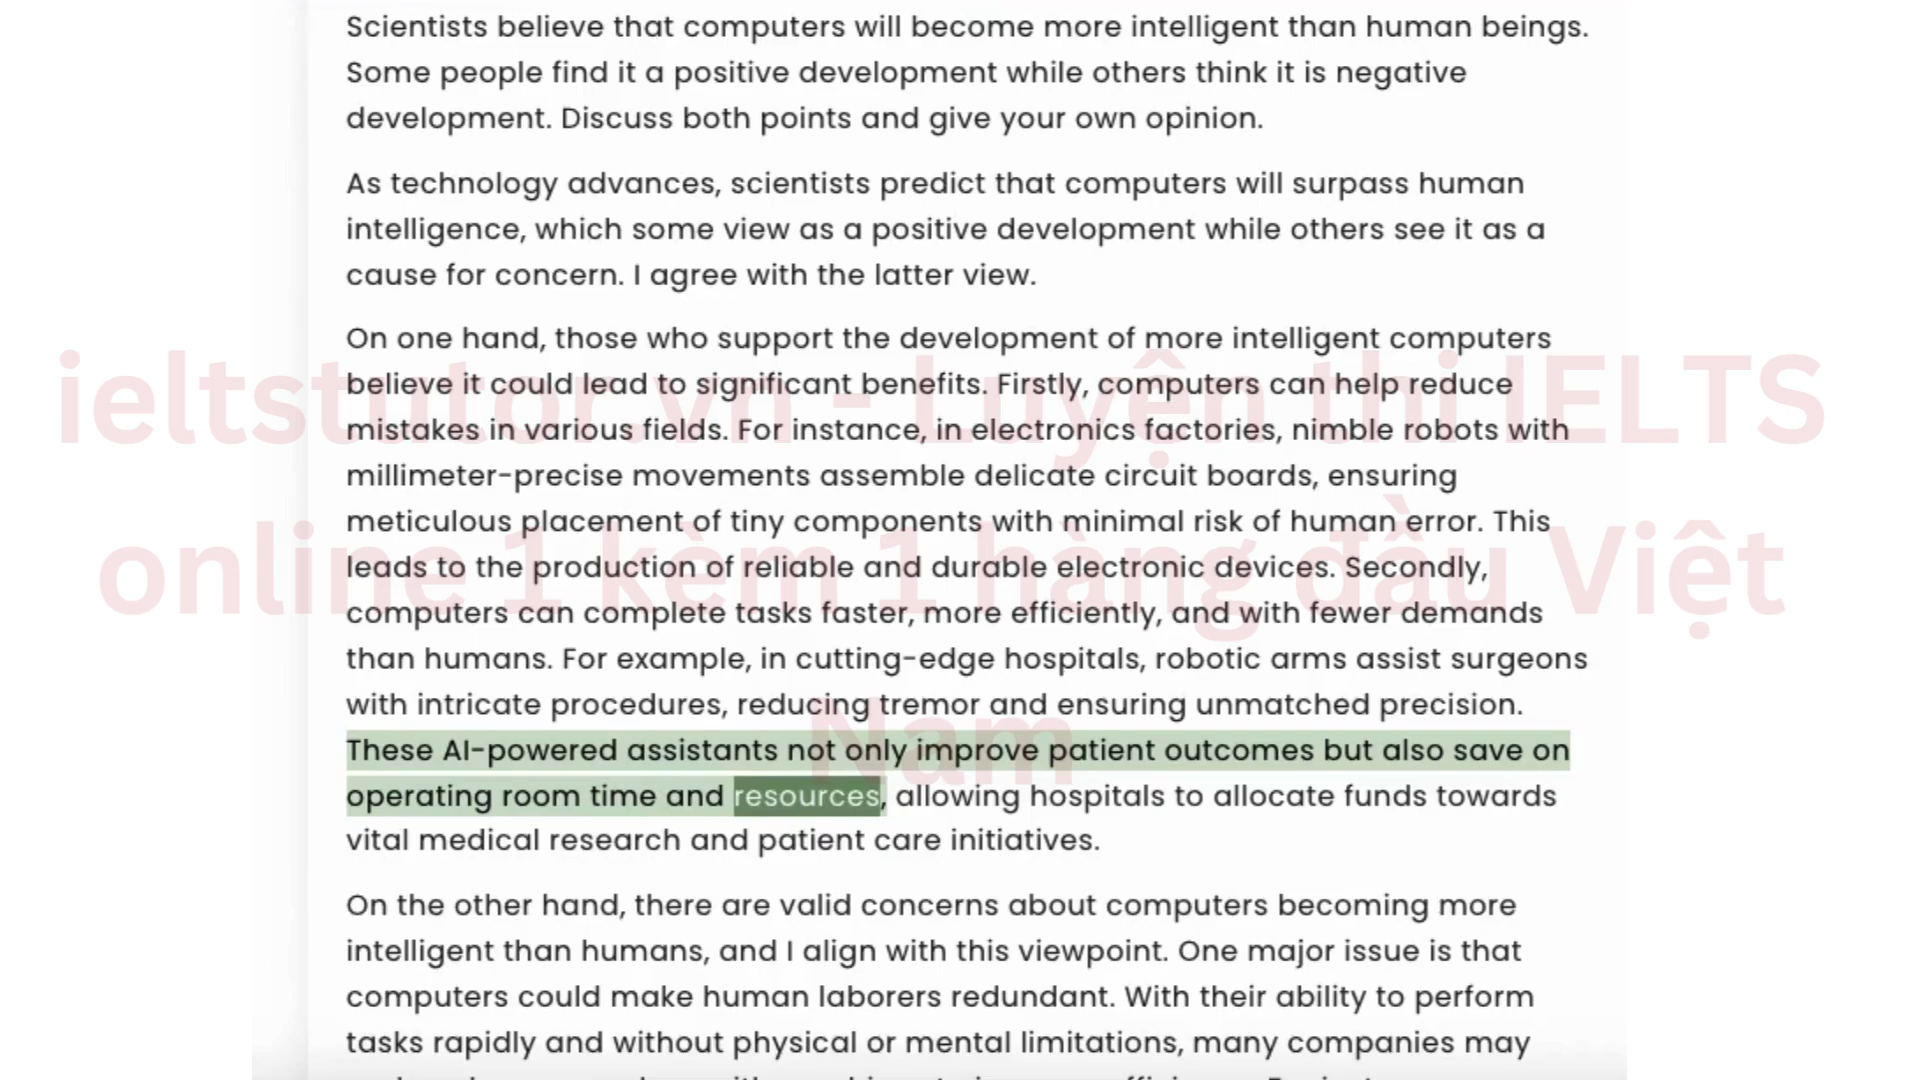 Scientists believe that computers will become more intelligent than human beings.
Some people find it a positive development while others think it is negative
development. Discuss both points and give your own opinion.
As technology advances, scientists predict that computers will surpass human
intelligence, which some view as a positive development while others see it as a
cause for concern. I agree with the latter view.
On one hand, those who support the development of more intelligent computers
believe it could lead to significant benefits. Firstly, computers can help reduce
mistakes in various fields. For instance, in electronics factories, nimble robots with
millimeter-precise movements assemble delicate circuit boards, ensuring
meticulous placement of tiny components with minimal risk of human error. This
leads to the production of reliable and durable electronic devices. Secondly,
computers can complete tasks faster, more efficiently, and with fewer demands
than humans. For example, in cutting-edge hospitals, robotic arms assist surgeons
with intricate procedures, reducing tremor and ensuring unmatched precision.
These AI-powered assistants not only improve patient outcomes but also save on
operating room time and resources, allowing hospitals to allocate funds towards
vital medical research and patient care initiatives.
On the other hand, there are valid concerns about computers becoming more
intelligent than humans, and I align with this viewpoint. One major issue is that
computers could make human laborers redundant. With their ability to perform
tasks rapidly and without physical or mental limitations, many companies may
ieltstutor.vn - Luyện thi IELTS
online 1 kèm 1 hàng đầu Việt
Nam